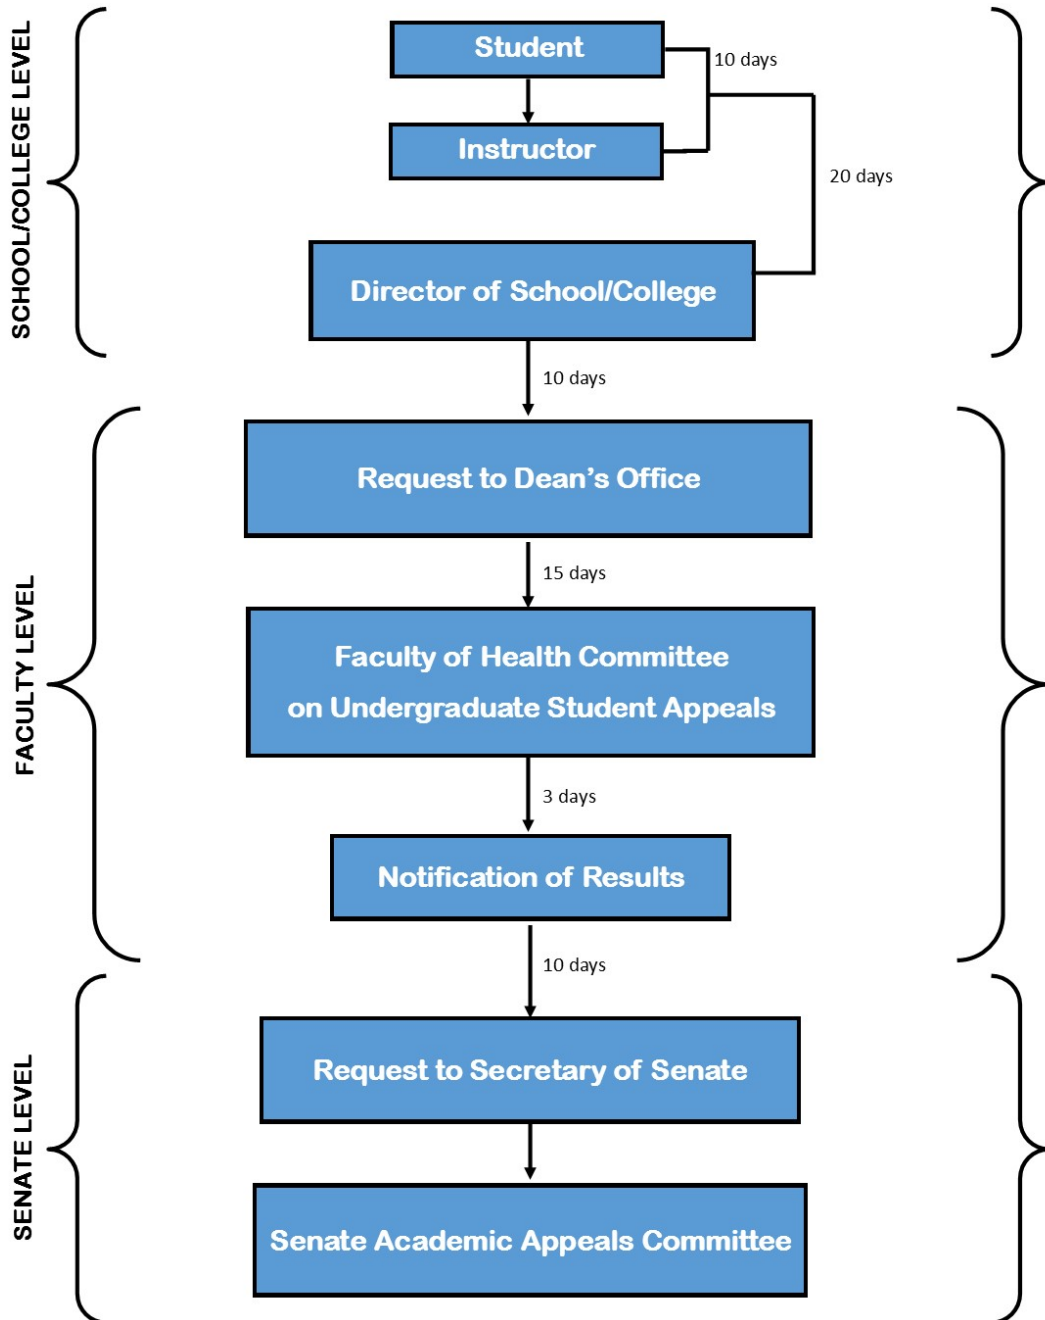 SCHOOL/COLLEGE LEVEL
Student
10 days
Instructor
20 days
Director of School/College
10 days
FACULTY LEVEL
Request to Dean’s Office
15 days
Faculty of Health Committee
on Undergraduate Student Appeals
3 days
Notification of Results
10 days
SENATE LEVEL
Request to Secretary of Senate
Senate Academic Appeals Committee